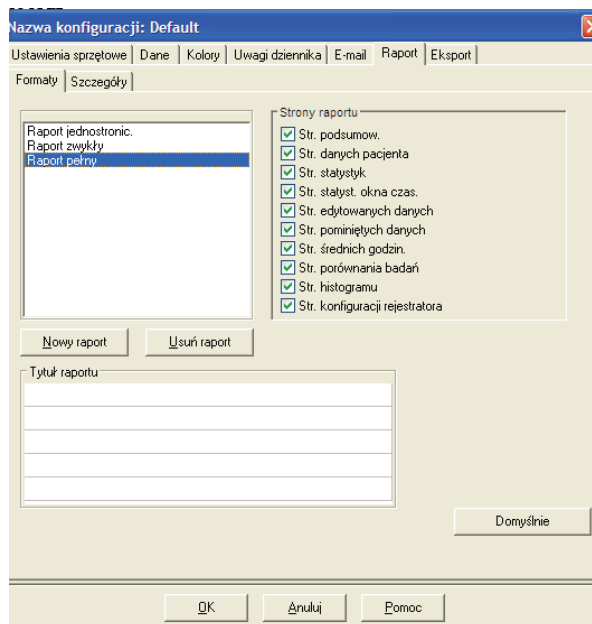 Nazwa konfiguracji: Default
Ustawienia sprzętowe Dane Kolory Uwagi dziennika E-mail Raport Eksport
Formaty Szczegóły
Raport jednostronic.
Raport zwykły
Raport pełny
Strony raportu
Str. podsumow.
Str. danych pacjenta
Str. statystyk
Str. statyst. okna czas.
Str. edytowanych danych
Str. pominiętych danych
Str. średnich godzin.
Str. porównania badań
Str. histogramu
Str. konfiguracji rejestratora
Nowy raport Usuń raport
Tytuł raportu
Domyślnie
OK Anuluj Pomoc